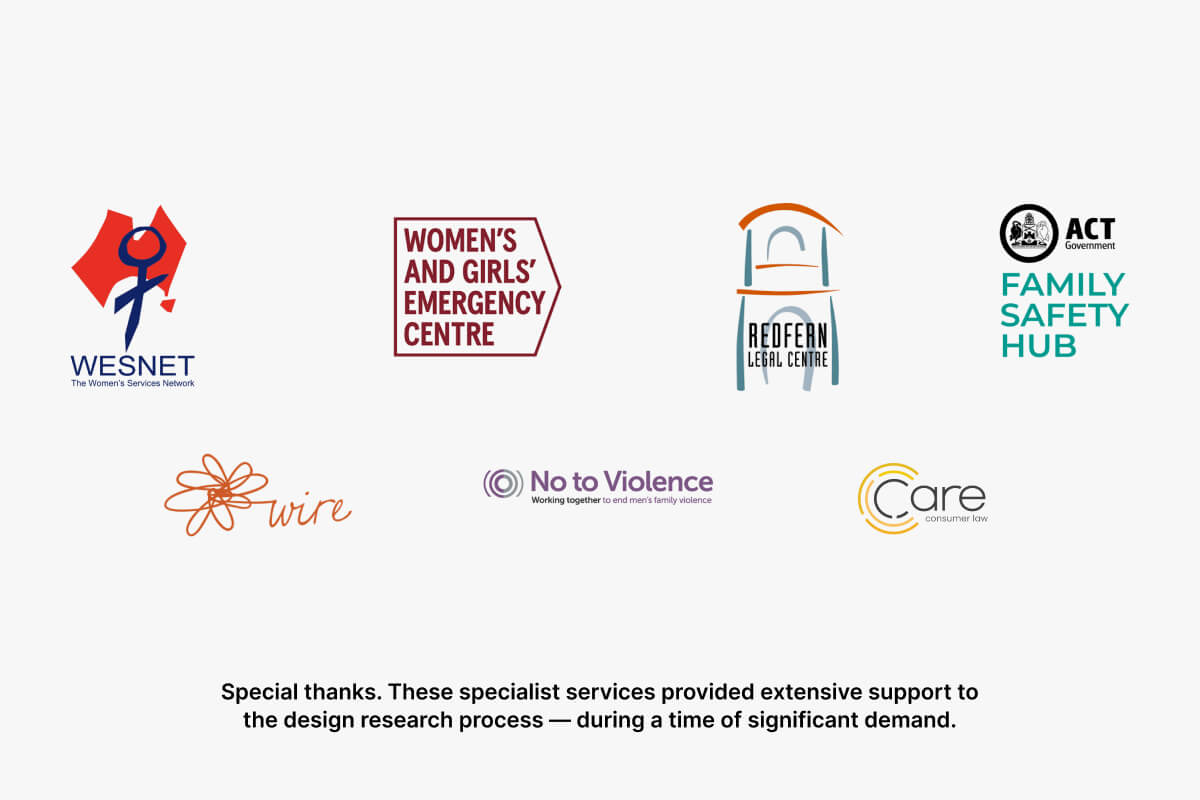 WESNET
The Women's Services Network
WOMEN'S
AND GIRLS'
EMERGENCY
CENTRE
REDFERN
LEGAL CENTRE
ACT
Government
FAMILY
SAFETY
HUB
wire
No to Violence
Working together to end men's family violence
Care
consumer law
Special thanks. These specialist services provided extensive support to
the design research process — during a time of significant demand.